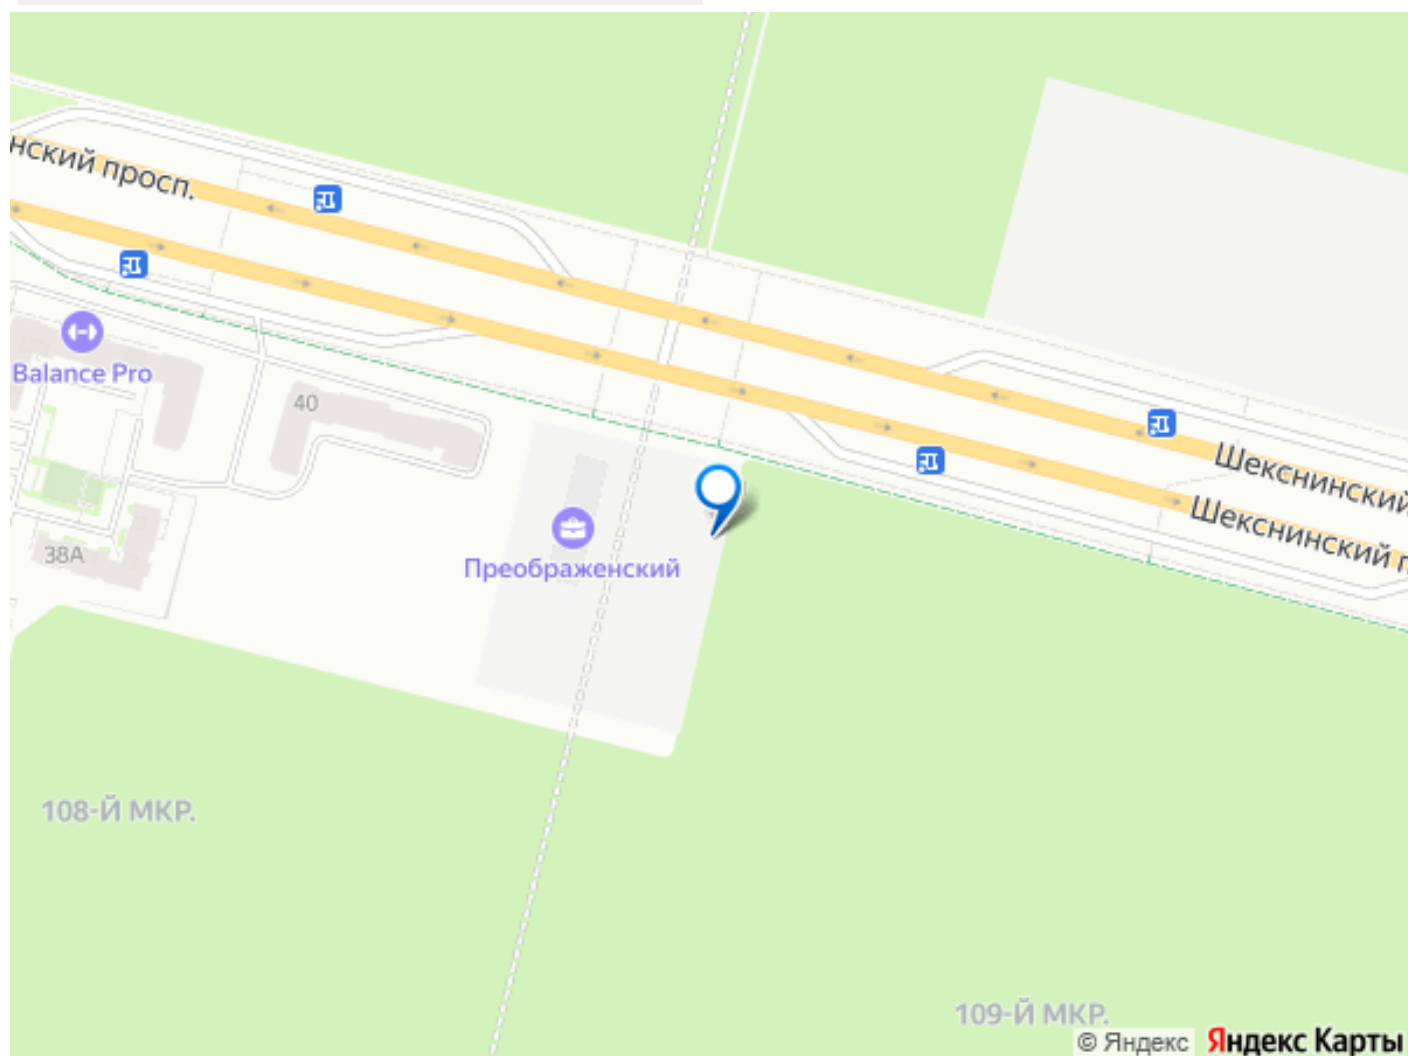 нский просп.
Balance Pro
40
Шекснинский
Шекснинский п
38А
Преображенский
108-Й МКР.
109-Й МКР.
© Яндекс Яндекс Карты